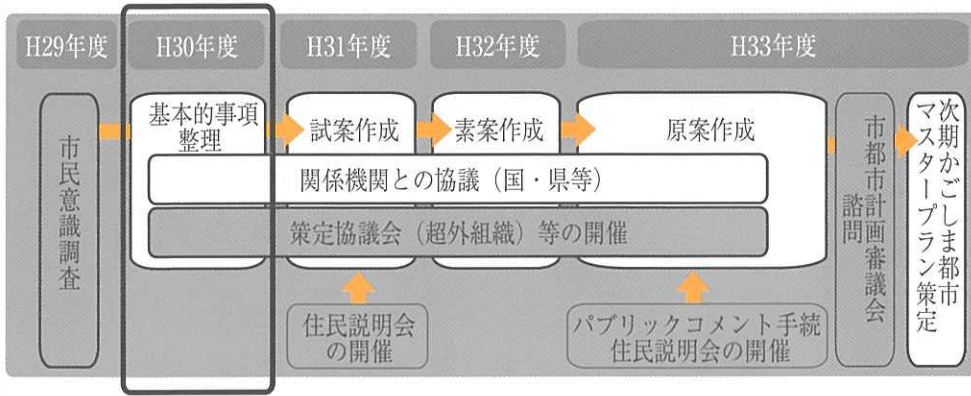 H29年度
H30年度
H31年度
H32年度
H33年度
市民意識調査
基本的事項
整理
試案作成
素案作成
原案作成
関係機関との協議（国・県等）
策定協議会（超外組織）等の開催
住民説明会
の開催
パブリックコメント手続
住民説明会の開催
市都市計画審議会
諮問
次期かごしま都市
マスタープラン策定